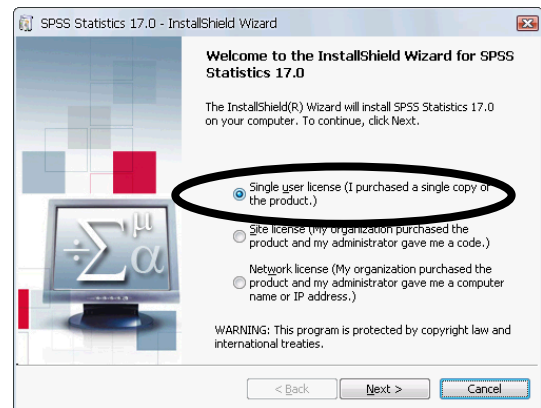 SPSS Statistics 17.0 - InstallShield Wizard
Welcome to the InstallShield Wizard for SPSS
Statistics 17.0
The InstallShield(R) Wizard will install SPSS Statistics 17.0
on your computer. To continue, click Next.
Single user license (I purchased a single copy of
the product.)
Site license (My organization purchased the
product and my administrator gave me a code.)
Network license (My organization purchased the
product and my administrator gave me a computer
name or IP address.)
÷Σμα
WARNING: This program is protected by copyright law and
international treaties.
< Back Next > Cancel